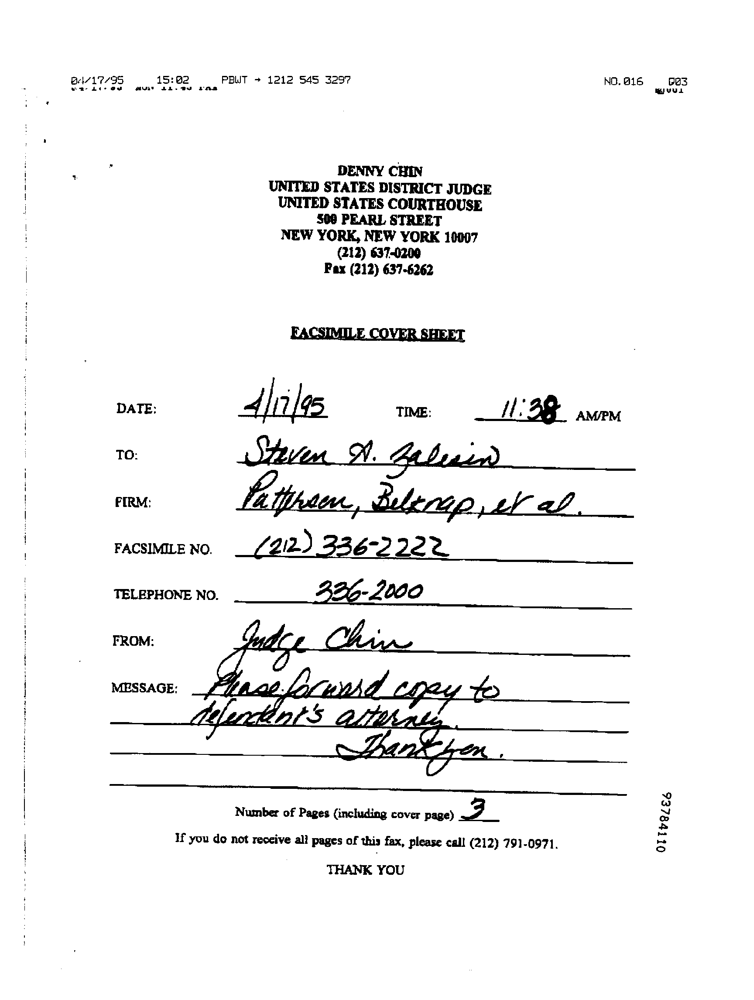 04/17/95 15:02 PBWT → 1212 545 3297 NO.016 D03
DENNY CHIN
UNITED STATES DISTRICT JUDGE
UNITED STATES COURTHOUSE
500 PEARL STREET
NEW YORK, NEW YORK 10007
(212) 637-0200
Fax (212) 637-6262
FACSIMILE COVER SHEET
DATE: 4/17/95 TIME: 11:38 AM/PM
TO: Steven A. Zalesin
FIRM: Patterson, Belknap, et al.
FACSIMILE NO. (212) 336-2222
TELEPHONE NO. 336-2000
FROM: Judge Chin
MESSAGE: Please forward copy to
defendant's attorney.
Thank you.
Number of Pages (including cover page) 3
If you do not receive all pages of this fax, please call (212) 791-0971.
THANK YOU
93784110